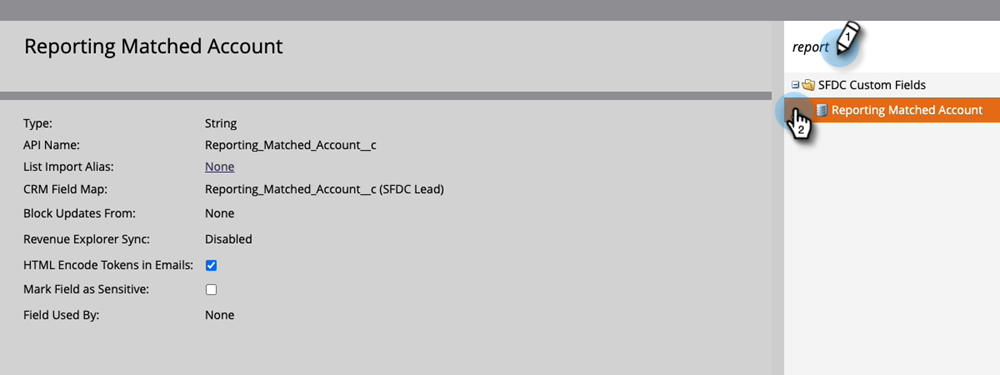 Reporting Matched Account
Type: String
API Name: Reporting_Matched_Account__c
List Import Alias: None
CRM Field Map: Reporting_Matched_Account__c (SFDC Lead)
Block Updates From: None
Revenue Explorer Sync: Disabled
HTML Encode Tokens in Emails:
Mark Field as Sensitive:
Field Used By: None
report
1
SFDC Custom Fields
Reporting Matched Account
2